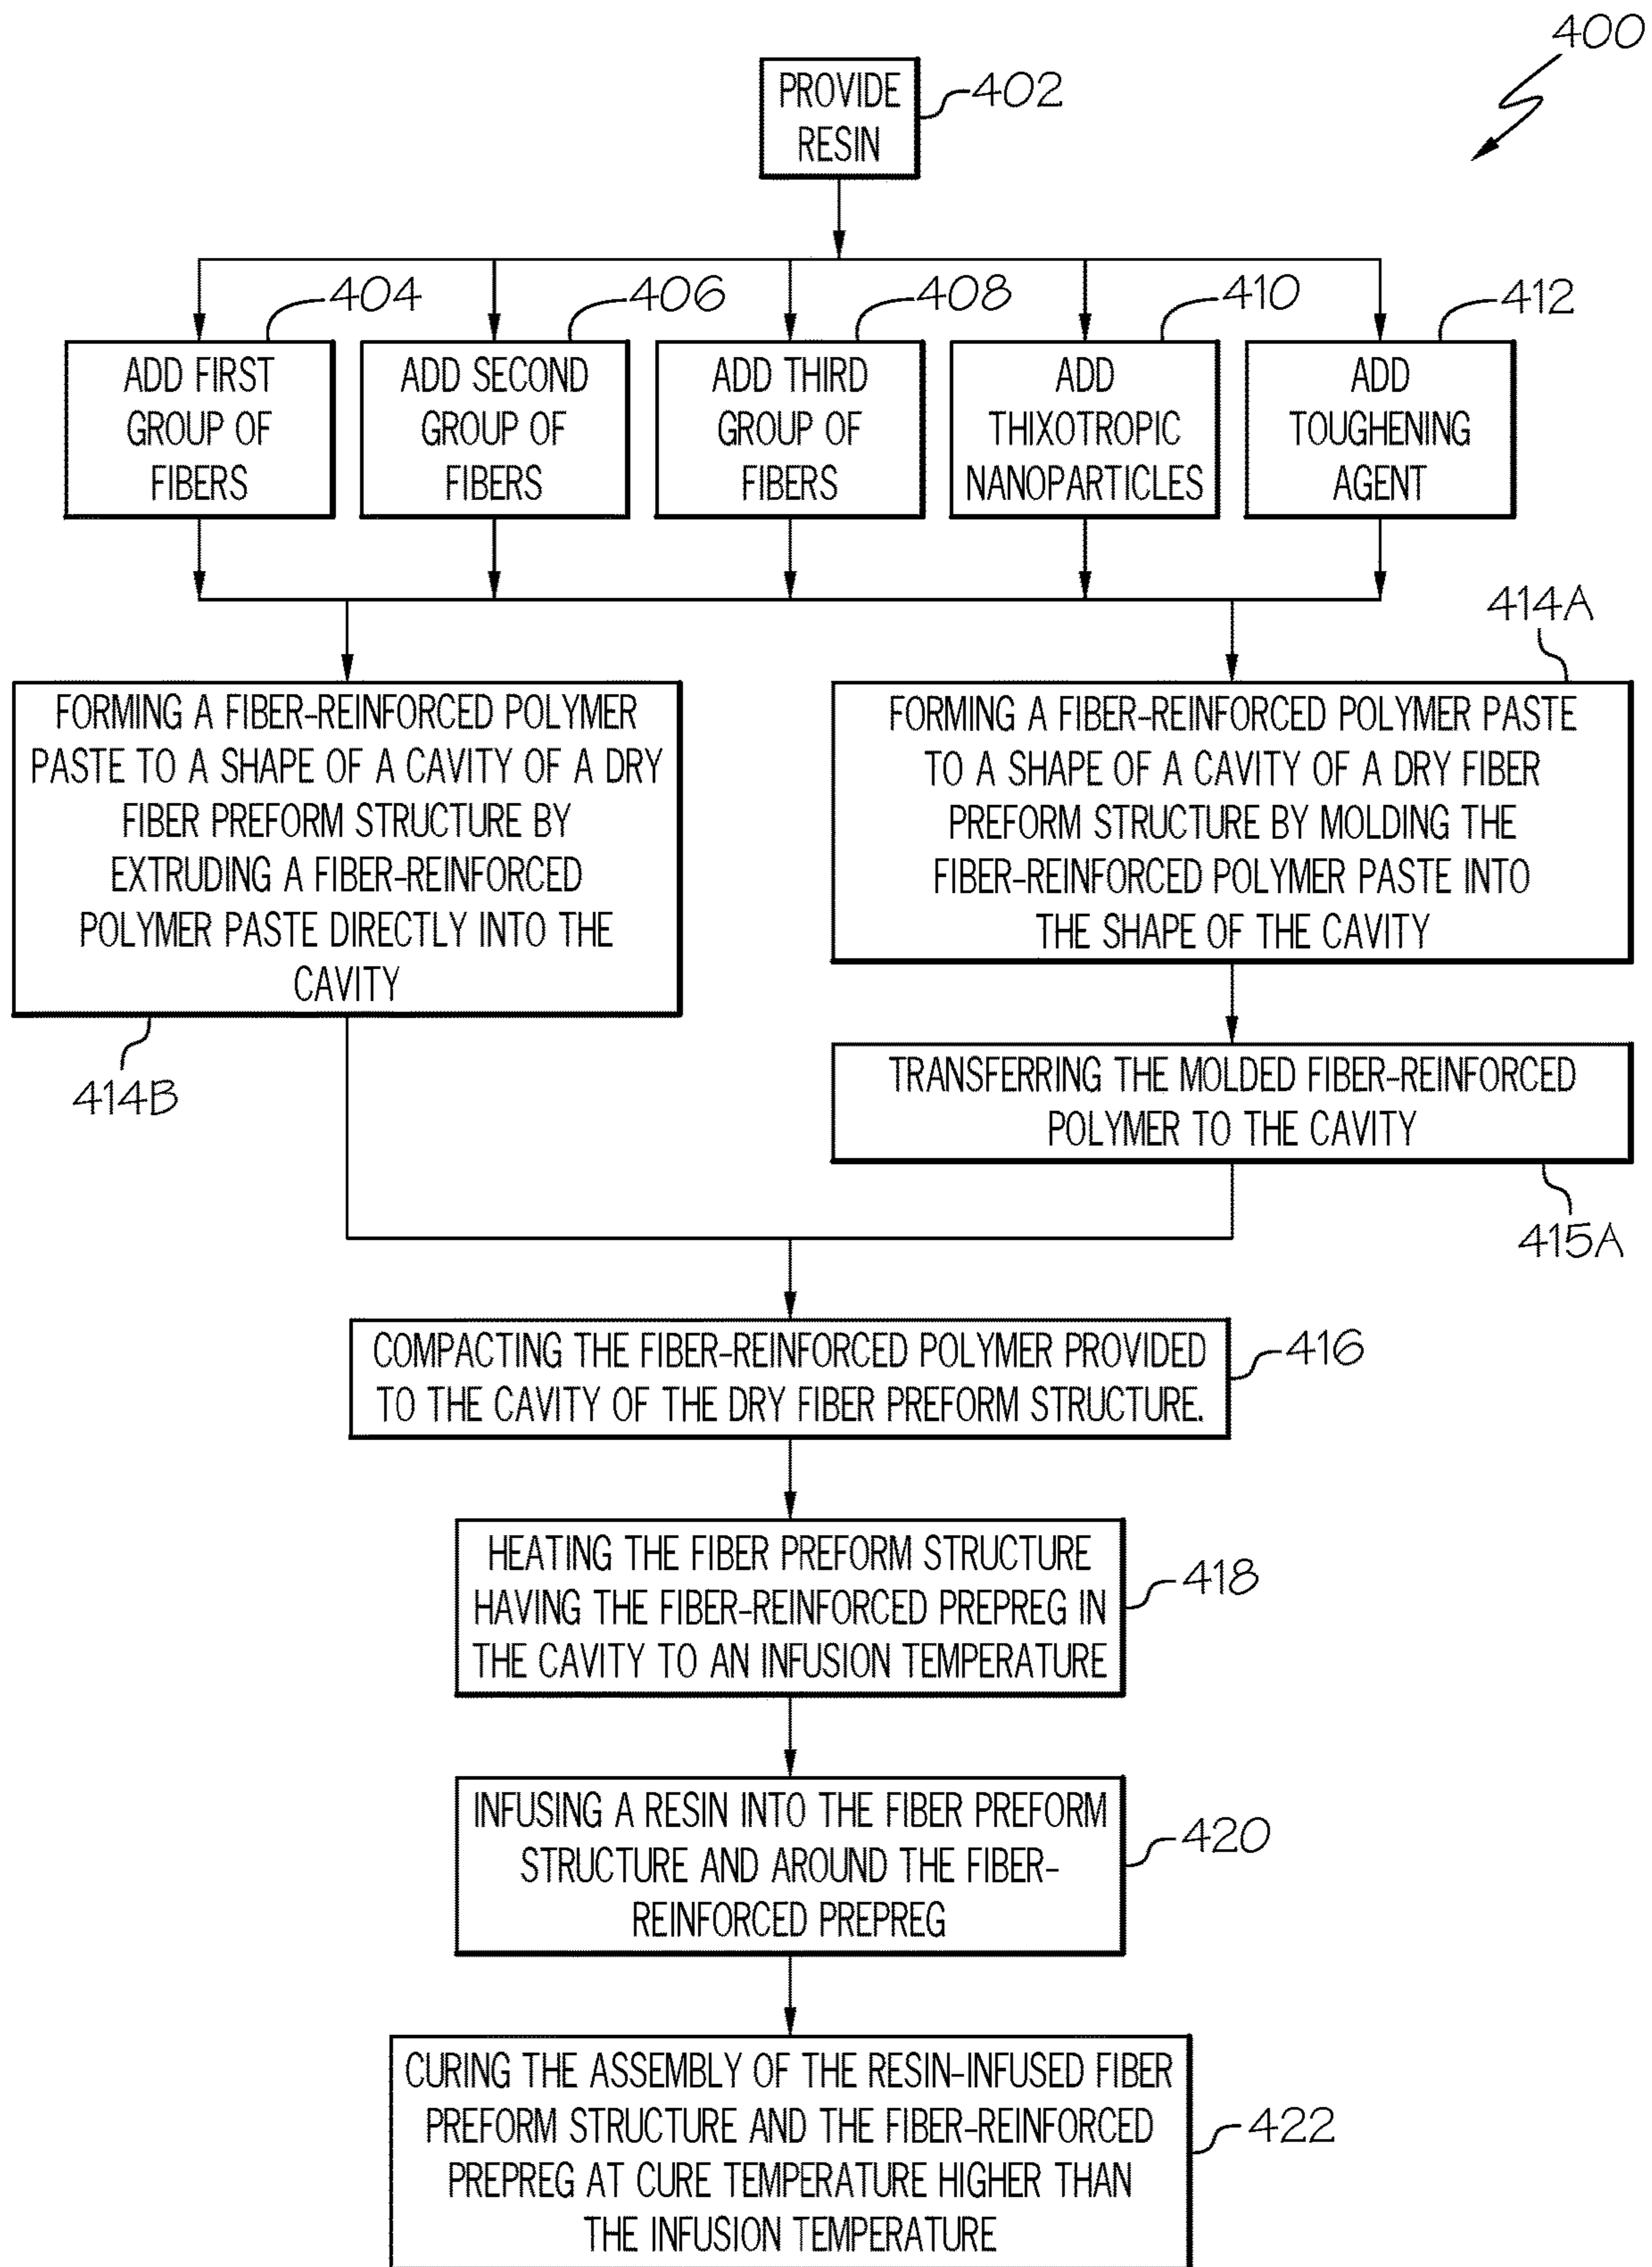 400
PROVIDE
RESIN
402
404
406
408
410
412
ADD FIRST
GROUP OF
FIBERS
ADD SECOND
GROUP OF
FIBERS
ADD THIRD
GROUP OF
FIBERS
ADD
THIXOTROPIC
NANOPARTICLES
ADD
TOUGHENING
AGENT
414A
FORMING A FIBER-REINFORCED POLYMER
PASTE TO A SHAPE OF A CAVITY OF A DRY
FIBER PREFORM STRUCTURE BY
EXTRUDING A FIBER-REINFORCED
POLYMER PASTE DIRECTLY INTO THE
CAVITY
414B
FORMING A FIBER-REINFORCED POLYMER PASTE
TO A SHAPE OF A CAVITY OF A DRY FIBER
PREFORM STRUCTURE BY MOLDING THE
FIBER-REINFORCED POLYMER PASTE INTO
THE SHAPE OF THE CAVITY
TRANSFERRING THE MOLDED FIBER-REINFORCED
POLYMER TO THE CAVITY
415A
COMPACTING THE FIBER-REINFORCED POLYMER PROVIDED
TO THE CAVITY OF THE DRY FIBER PREFORM STRUCTURE.
416
HEATING THE FIBER PREFORM STRUCTURE
HAVING THE FIBER-REINFORCED PREPREG IN
THE CAVITY TO AN INFUSION TEMPERATURE
418
INFUSING A RESIN INTO THE FIBER PREFORM
STRUCTURE AND AROUND THE FIBER-
REINFORCED PREPREG
420
CURING THE ASSEMBLY OF THE RESIN-INFUSED FIBER
PREFORM STRUCTURE AND THE FIBER-REINFORCED
PREPREG AT CURE TEMPERATURE HIGHER THAN
THE INFUSION TEMPERATURE
422